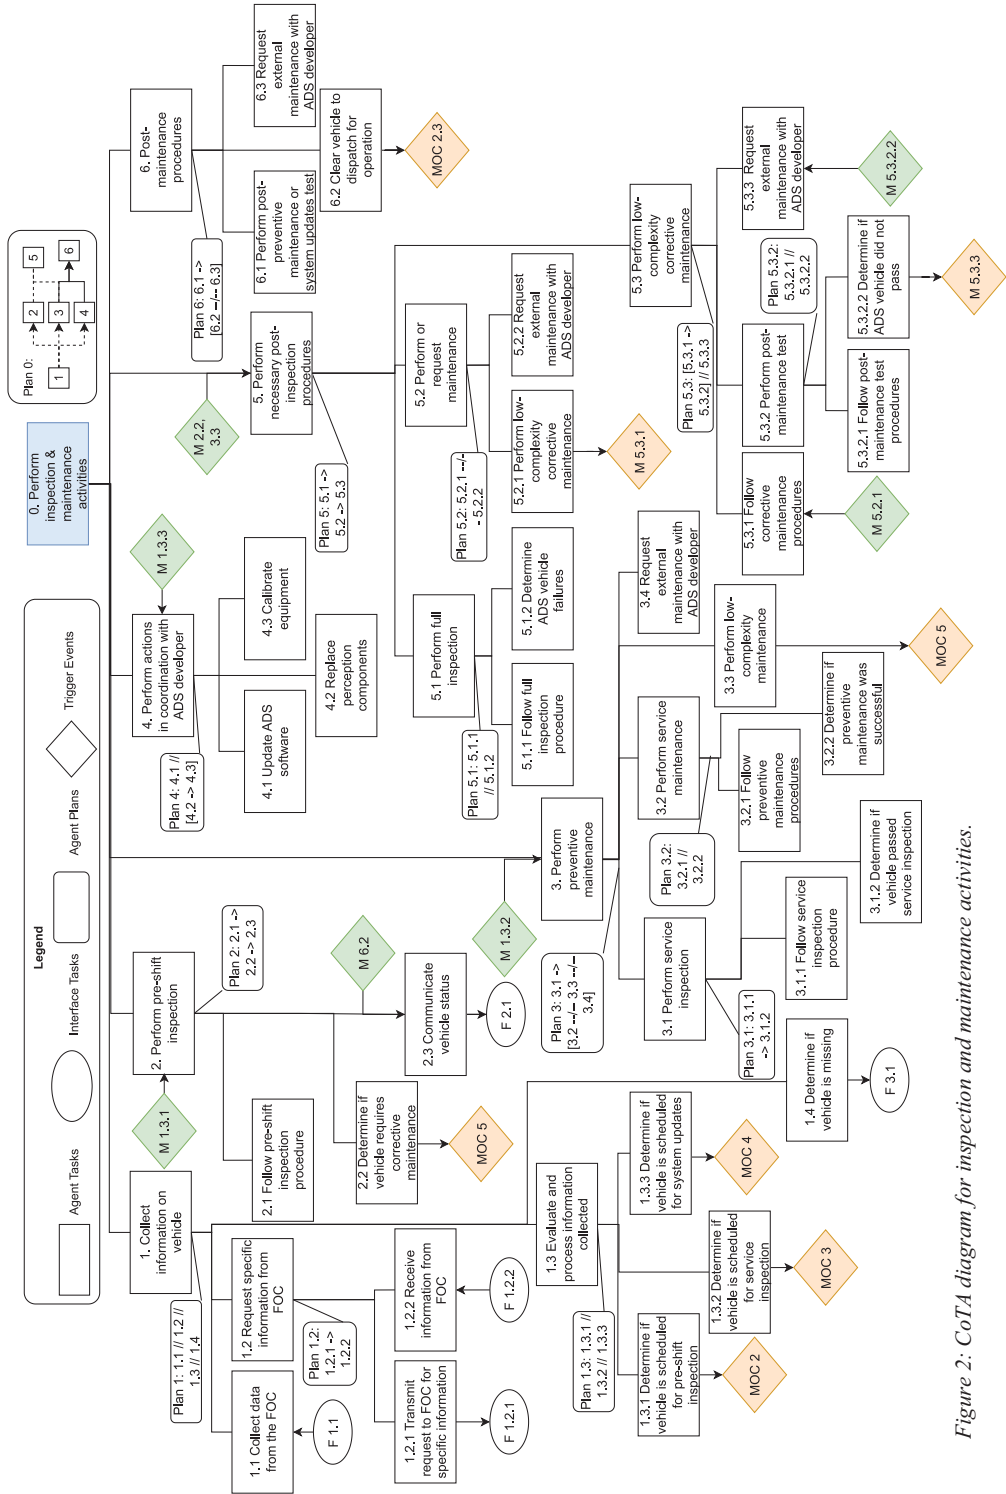 Legend
Agent Tasks
Interface Tasks
Agent Plans
Trigger Events
0. Perform
inspection &
maintenance
activities
Plan 0:
1
2
3
4
5
6
1. Collect
information on
vehicle
M 1.3.1
Plan 1: 1.1 // 1.2 //
1.3 // 1.4
1.1 Collect data
from the FOC
F 1.1
1.2 Request specific
information from
FOC
Plan 1.2:
1.2.1 ->
1.2.2
1.2.1 Transmit
request to FOC for
specific information
F 1.2.1
1.2.2 Receive
information from
FOC
F 1.2.2
1.3 Evaluate and
process information
collected
Plan 1.3: 1.3.1 //
1.3.2 // 1.3.3
1.3.1 Determine if
vehicle is scheduled
for pre-shift
inspection
MOC 2
1.3.2 Determine if
vehicle is scheduled
for service
inspection
MOC 3
1.3.3 Determine if
vehicle is scheduled
for system updates
MOC 4
1.4 Determine if
vehicle is missing
F 3.1
2. Perform pre-shift
inspection
Plan 2: 2.1 ->
2.2 -> 2.3
2.1 Follow pre-shift
inspection
procedure
2.2 Determine if
vehicle requires
corrective
maintenance
MOC 5
M 6.2
2.3 Communicate
vehicle status
F 2.1
M 1.3.2
3. Perform
preventive
maintenance
Plan 3: 3.1 ->
[3.2 --/-- 3.3 --/--
3.4]
3.1 Perform service
inspection
Plan 3.1: 3.1.1
-> 3.1.2
3.1.1 Follow service
inspection
procedure
3.1.2 Determine if
vehicle passed
service inspection
3.2 Perform service
maintenance
Plan 3.2:
3.2.1 //
3.2.2
3.2.1 Follow
preventive
maintenance
procedures
3.2.2 Determine if
preventive
maintenance was
successful
3.3 Perform low-
complexity
maintenance
MOC 5
3.4 Request
external
maintenance with
ADS developer
M 1.3.3
4. Perform actions
in coordination with
ADS developer
Plan 4: 4.1 //
[4.2 -> 4.3]
4.1 Update ADS
software
4.2 Replace
perception
components
4.3 Calibrate
equipment
M 2.2,
3.3
5. Perform
necessary post-
inspection
procedures
Plan 5: 5.1 ->
5.2 -> 5.3
5.1 Perform full
inspection
Plan 5.1: 5.1.1
// 5.1.2
5.1.1 Follow full
inspection
procedure
5.1.2 Determine
ADS vehicle
failures
5.2 Perform or
request
maintenance
Plan 5.2: 5.2.1 --/-
- 5.2.2
5.2.1 Perform low-
complexity
corrective
maintenance
M 5.3.1
5.2.2 Request
external
maintenance with
ADS developer
5.3 Perform low-
complexity
corrective
maintenance
Plan 5.3: [5.3.1 ->
5.3.2] // 5.3.3
5.3.1 Follow
corrective
maintenance
procedures
M 5.2.1
5.3.2 Perform post-
maintenance test
Plan 5.3.2:
5.3.2.1 //
5.3.2.2
5.3.2.1 Follow post-
maintenance test
procedures
5.3.2.2 Determine if
ADS vehicle did not
pass
M 5.3.3
5.3.3 Request
external
maintenance with
ADS developer
M 5.3.2.2
6. Post-
maintenance
procedures
Plan 6: 6.1 ->
[6.2 --/-- 6.3]
6.1 Perform post-
preventive
maintenance or
system updates test
6.2 Clear vehicle to
dispatch for
operation
MOC 2.3
6.3 Request
external
maintenance with
ADS developer
Figure 2: CoTA diagram for inspection and maintenance activities.